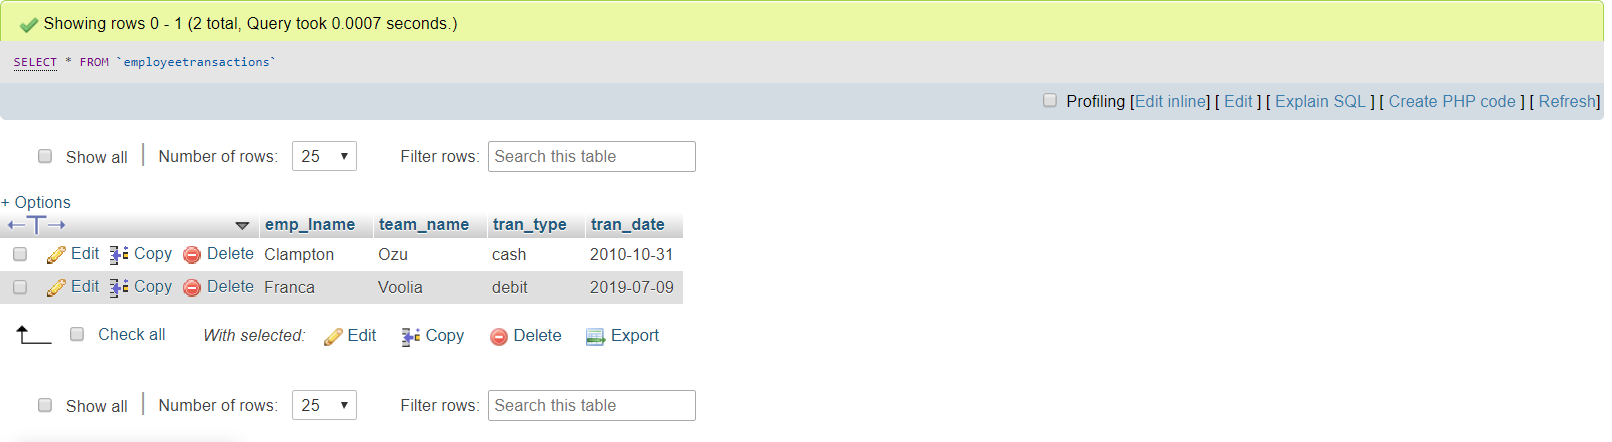 Showing rows 0 - 1 (2 total, Query took 0.0007 seconds.)
SELECT * FROM `employeetransactions`
Profiling [Edit inline] [ Edit ] [ Explain SQL ] [ Create PHP code ] [ Refresh]
Show all | Number of rows: 25 Filter rows: Search this table
+ Options
emp_lname team_name tran_type tran_date
Edit Copy Delete Clampton Ozu cash 2010-10-31
Edit Copy Delete Franca Voolia debit 2019-07-09
Check all With selected: Edit Copy Delete Export
Show all | Number of rows: 25 Filter rows: Search this table